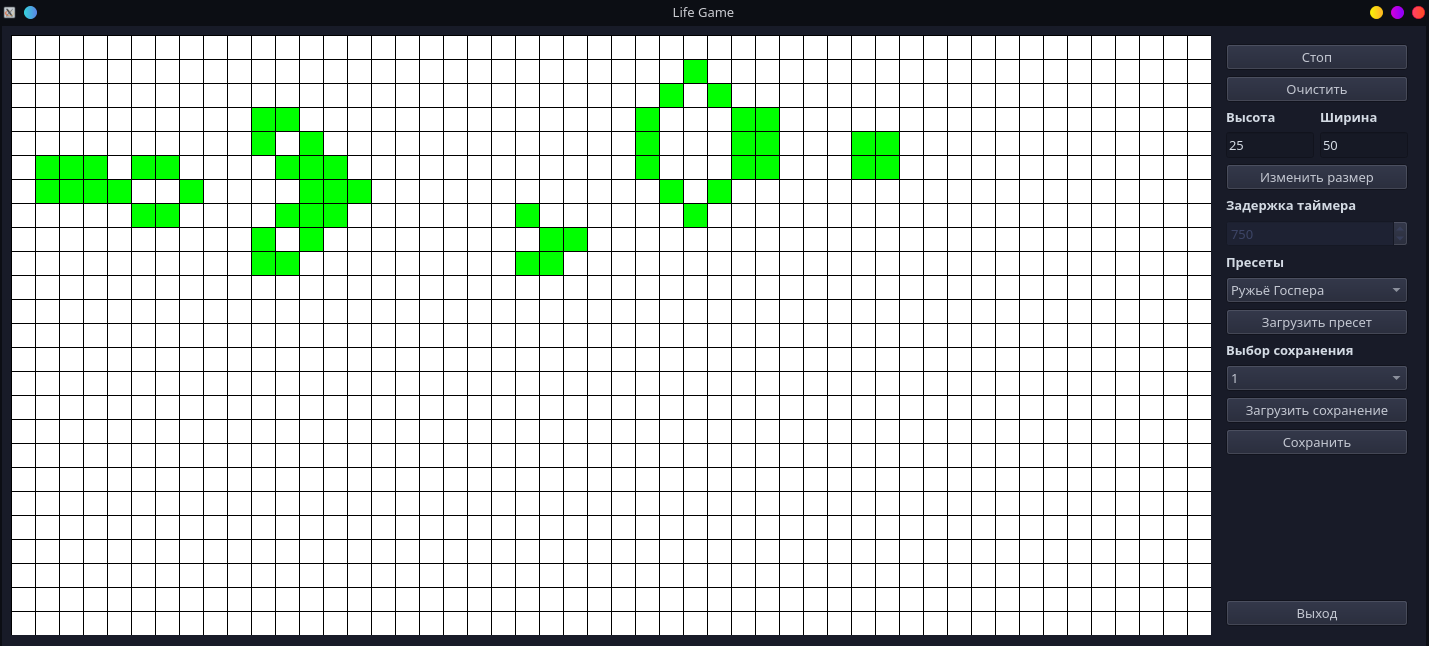 Life Game
Стоп
Очистить
Высота Ширина
25 50
Изменить размер
Задержка таймера
750
Пресеты
Ружьё Госпера
Загрузить пресет
Выбор сохранения
1
Загрузить сохранение
Сохранить
Выход